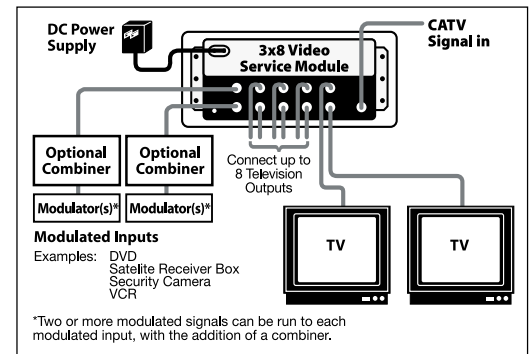 DC Power
Supply
CATV
Signal in
3x8 Video
Service Module
Optional
Combiner
Optional
Combiner
Connect up to
8 Television
Outputs
Modulator(s)*
Modulator(s)*
Modulated Inputs
Examples: DVD
Satelite Receiver Box
Security Camera
VCR
TV
TV
*Two or more modulated signals can be run to each
modulated input, with the addition of a combiner.